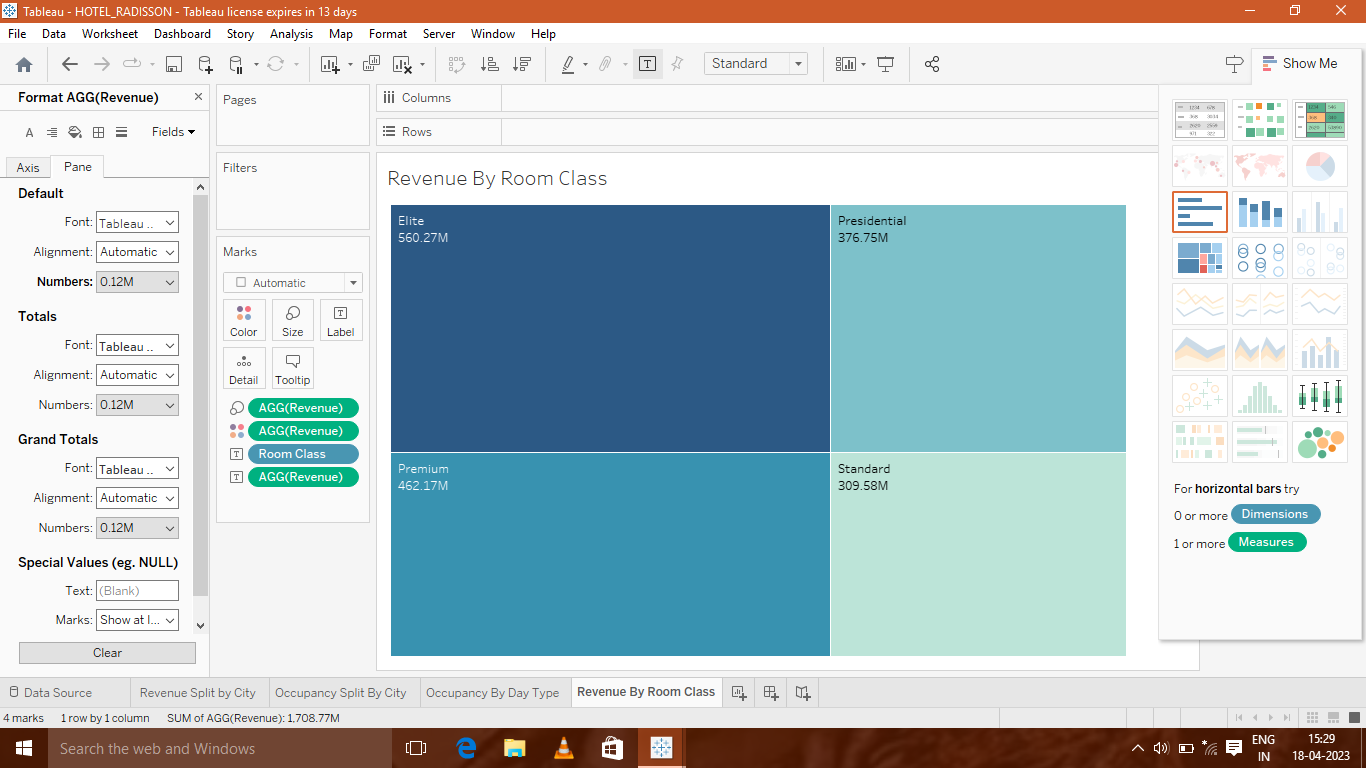 Tableau - HOTEL_RADISSON - Tableau license expires in 13 days
File Data Worksheet Dashboard Story Analysis Map Format Server Window Help
Standard
Show Me
Format AGG(Revenue)
Fields
Axis Pane
Default
Font: Tableau ..
Alignment: Automatic
Numbers: 0.12M
Totals
Font: Tableau ..
Alignment: Automatic
Numbers: 0.12M
Grand Totals
Font: Tableau ..
Alignment: Automatic
Numbers: 0.12M
Special Values (eg. NULL)
Text: (Blank)
Marks: Show at I...
Clear
Pages
Filters
Marks
Automatic
Color Size Label
Detail Tooltip
AGG(Revenue)
AGG(Revenue)
Room Class
AGG(Revenue)
Columns
Rows
Revenue By Room Class
Elite
560.27M
Presidential
376.75M
Premium
462.17M
Standard
309.58M
For horizontal bars try
0 or more Dimensions
1 or more Measures
Data Source Revenue Split by City Occupancy Split By City Occupancy By Day Type Revenue By Room Class
4 marks 1 row by 1 column SUM of AGG(Revenue): 1,708.77M
Search the web and Windows
ENG
IN
15:29
18-04-2023